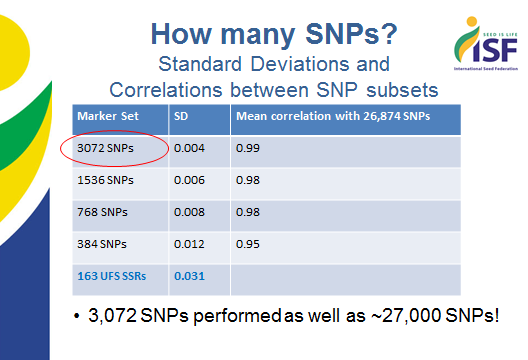 How many SNPs?
SEED IS LIFE
ISF
International Seed Federation
Standard Deviations and
Correlations between SNP subsets
Marker Set SD Mean correlation with 26,874 SNPs
3072 SNPs 0.004 0.99
1536 SNPs 0.006 0.98
768 SNPs 0.008 0.98
384 SNPs 0.012 0.95
163 UFS SSRs 0.031
• 3,072 SNPs performed as well as ~27,000 SNPs!